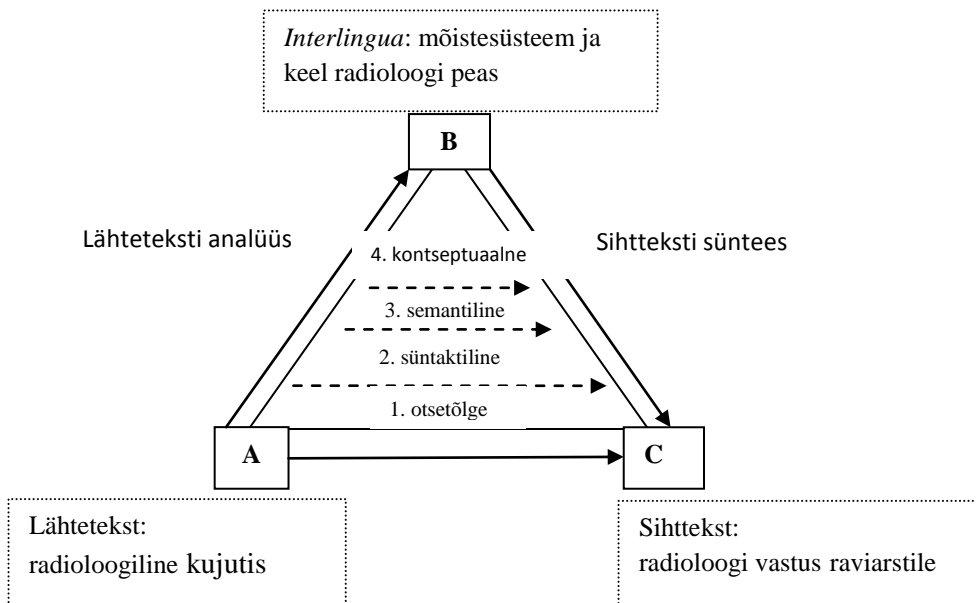 Interlingua: mõistesüsteem ja
keel radioloogi peas
B
Lähteteksti analüüs
Sihtteksti süntees
4. kontseptuaalne
3. semantiline
2. süntaktiline
1. otsetõlge
A
C
Lähtetekst:
radioloogiline kujutis
Sihttekst:
radioloogi vastus raviarstile